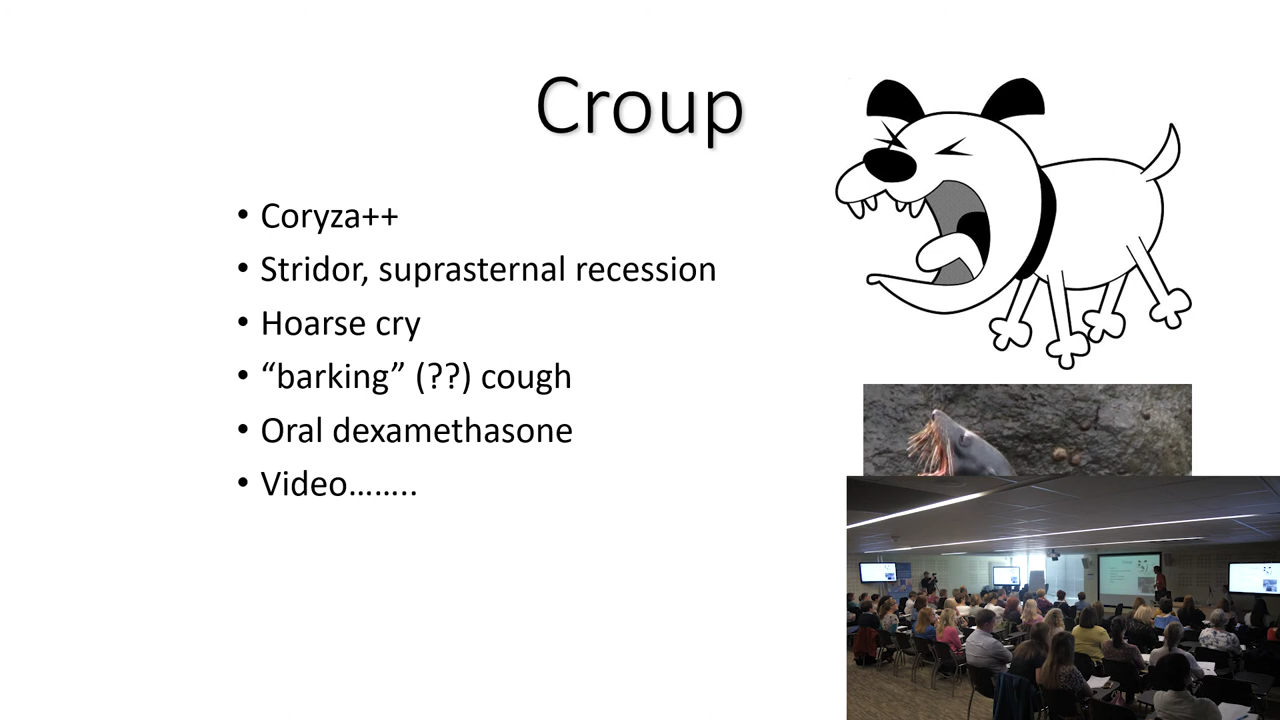 Croup
• Coryza++
• Stridor, suprasternal recession
• Hoarse cry
• “barking” (??) cough
• Oral dexamethasone
• Video……..